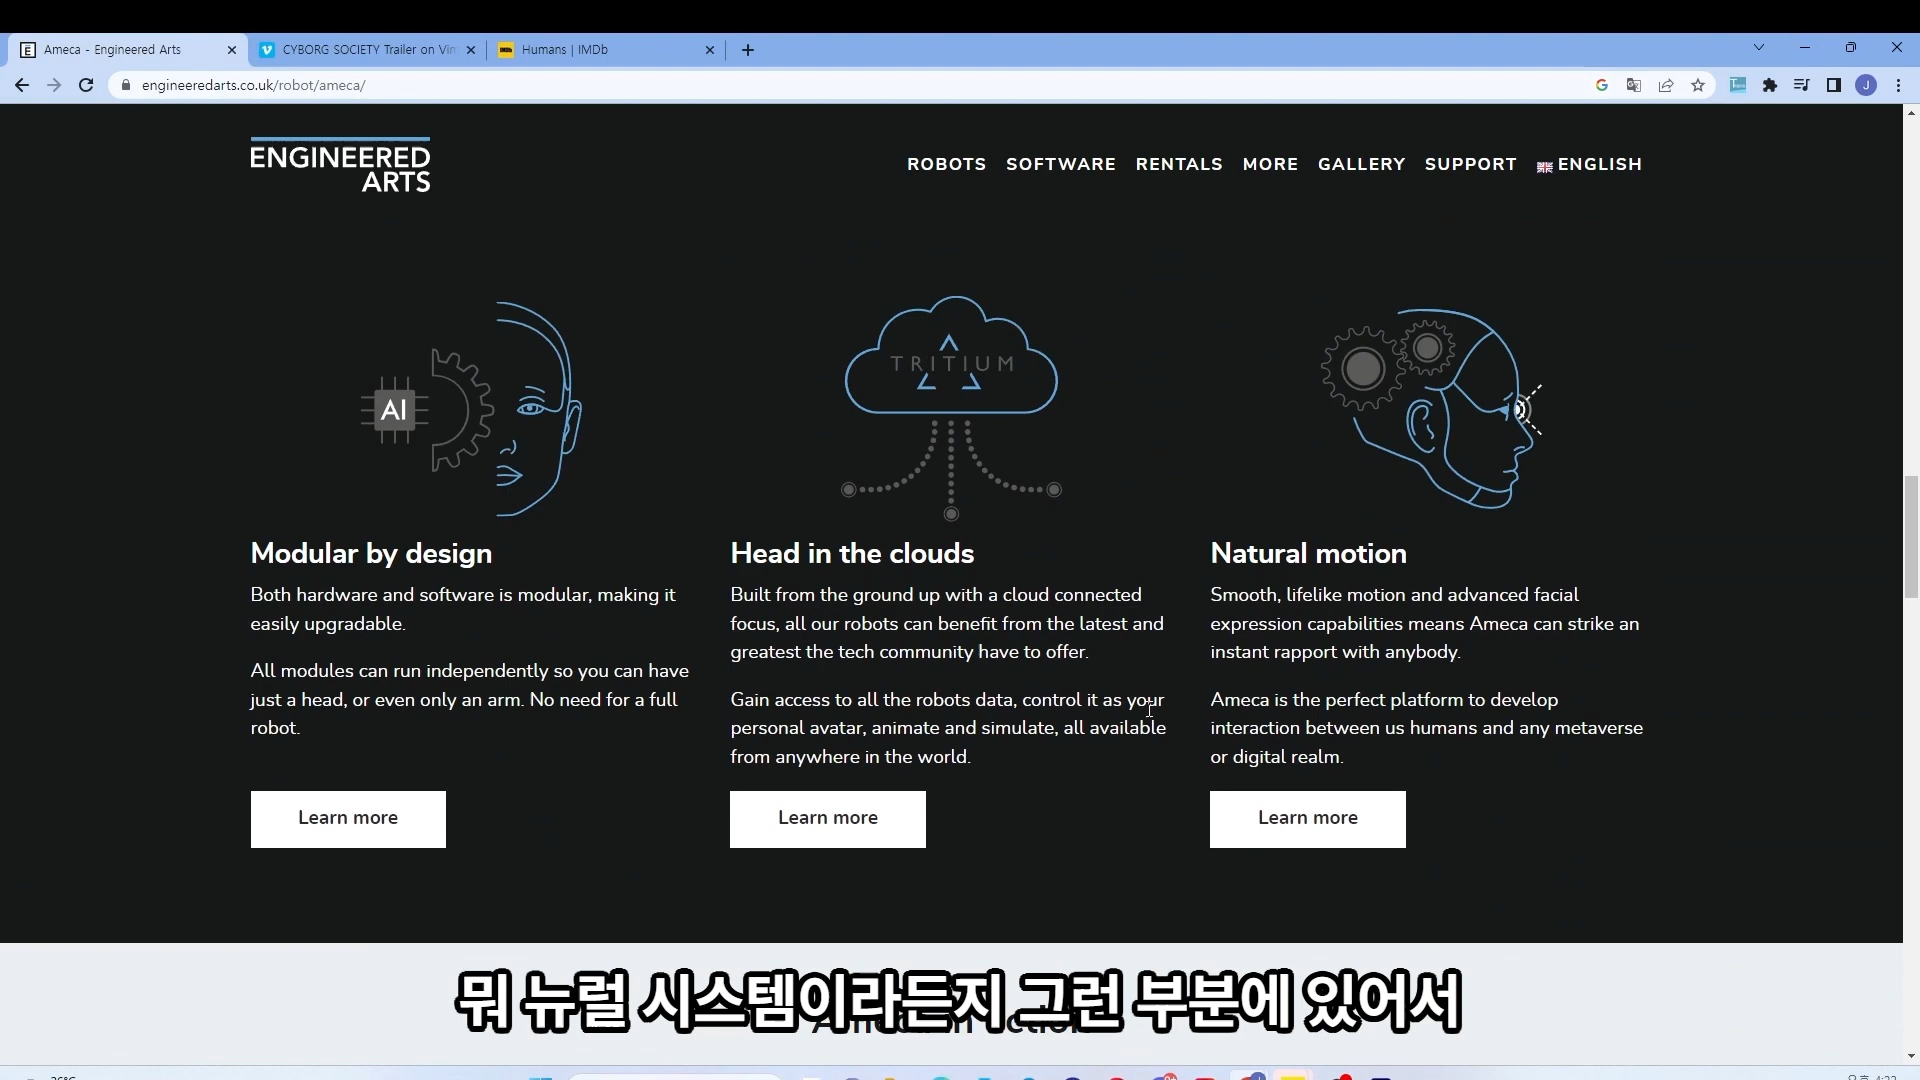 Ameca - Engineered Arts
CYBORG SOCIETY Trailer on Vim
Humans | IMDb
engineeredarts.co.uk/robot/ameca/
ENGINEERED
ARTS
ROBOTS SOFTWARE RENTALS MORE GALLERY SUPPORT ENGLISH
AI
TRITIUM
Modular by design
Both hardware and software is modular, making it
easily upgradable.
All modules can run independently so you can have
just a head, or even only an arm. No need for a full
robot.
Learn more
Head in the clouds
Built from the ground up with a cloud connected
focus, all our robots can benefit from the latest and
greatest the tech community have to offer.
Gain access to all the robots data, control it as your
personal avatar, animate and simulate, all available
from anywhere in the world.
Learn more
Natural motion
Smooth, lifelike motion and advanced facial
expression capabilities means Ameca can strike an
instant rapport with anybody.
Ameca is the perfect platform to develop
interaction between us humans and any metaverse
or digital realm.
Learn more
뭐 뉴럴 시스템이라든지 그런 부분에 있어서